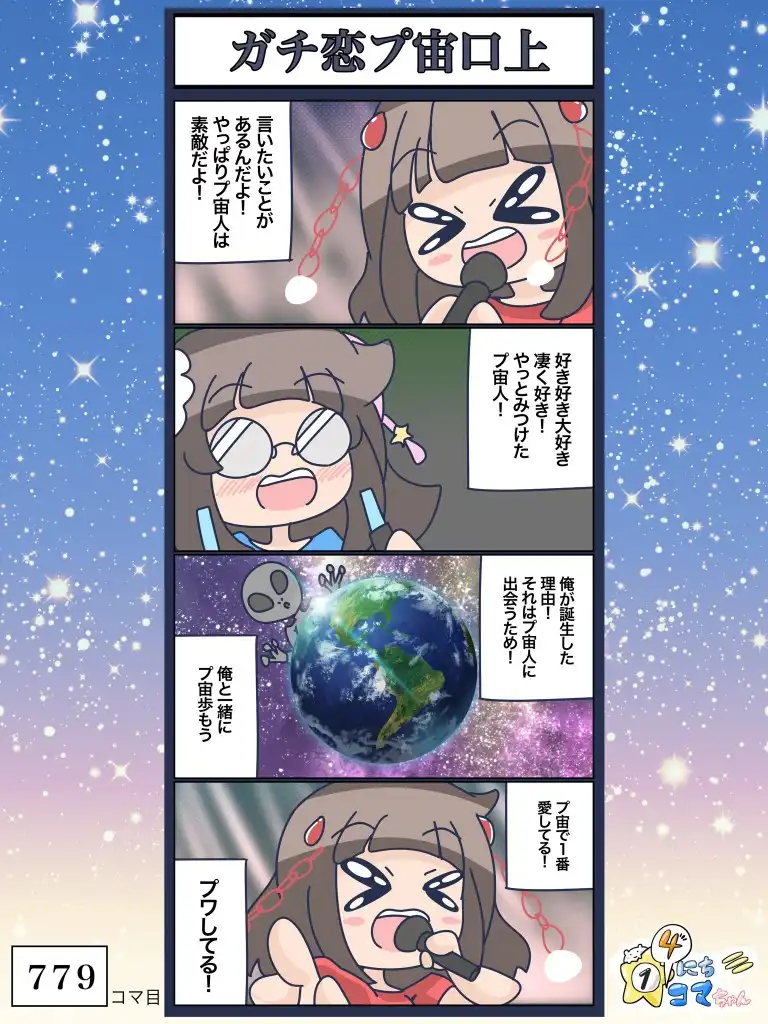 ガチ恋プ宙口上
言いたいことが
あるんだよ！
やっぱりプ宙人は
素敵だよ！
好き好き大好き
凄く好き！
やっとみつけた
プ宙人！
俺が誕生した
理由！
それはプ宙人に
出会うため！
俺と一緒に
プ宙歩もう
プ宙で１番
愛してる！
プワしてる！
779
コマ目
1
4
にち
コマちゃん